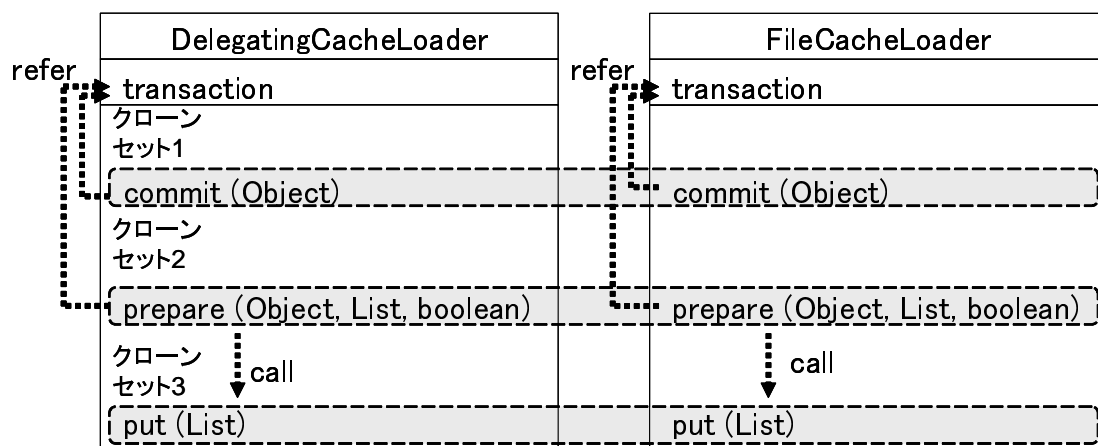 DelegatingCacheLoader FileCacheLoader
refer refer
transaction transaction
クローン
セット1
commit (Object) commit (Object)
クローン
セット2
prepare (Object, List, boolean) prepare (Object, List, boolean)
クローン
セット3
call call
put (List) put (List)